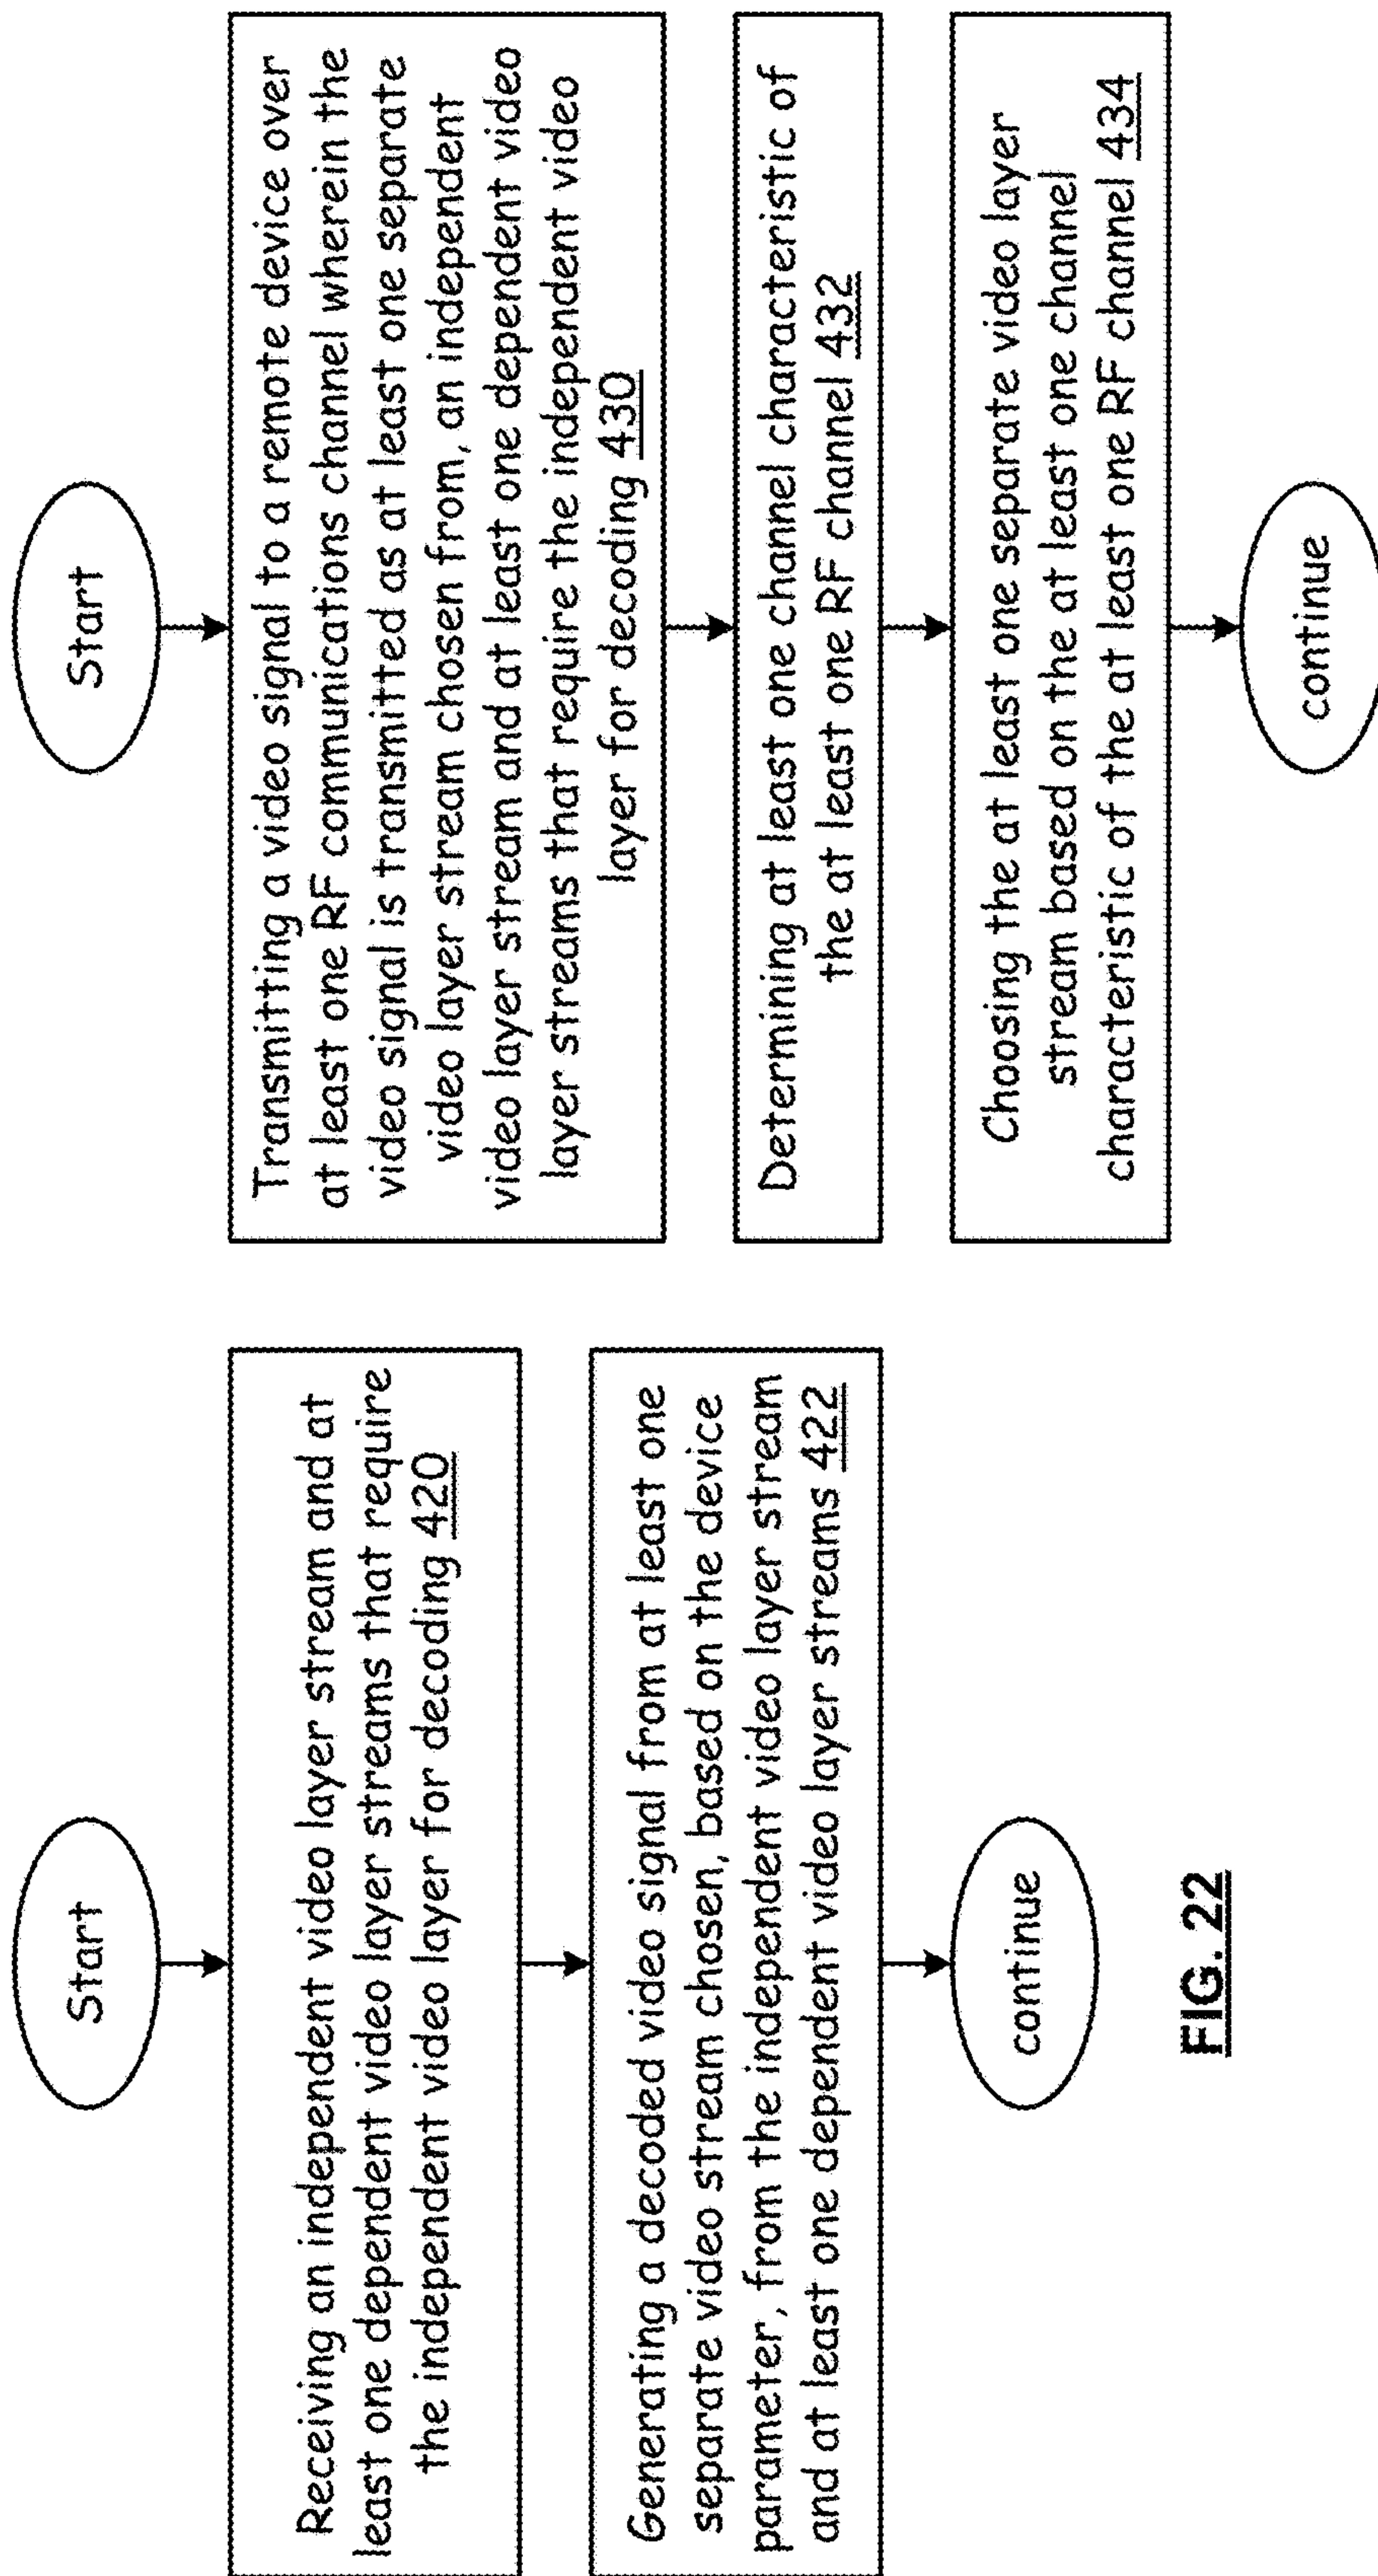 Start
Receiving an independent video layer stream and at
least one dependent video layer streams that require
the independent video layer for decoding 420
Generating a decoded video signal from at least one
separate video stream chosen, based on the device
parameter, from the independent video layer stream
and at least one dependent video layer streams 422
continue
FIG. 22
Start
Transmitting a video signal to a remote device over
at least one RF communications channel wherein the
video signal is transmitted as at least one separate
video layer stream chosen from, an independent
video layer stream and at least one dependent video
layer streams that require the independent video
layer for decoding 430
Determining at least one channel characteristic of
the at least one RF channel 432
Choosing the at least one separate video layer
stream based on the at least one channel
characteristic of the at least one RF channel 434
continue